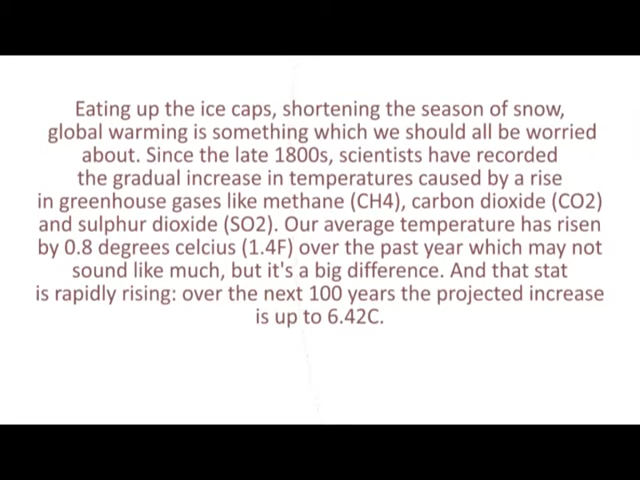 Eating up the ice caps, shortening the season of snow,
global warming is something which we should all be worried
about. Since the late 1800s, scientists have recorded
the gradual increase in temperatures caused by a rise
in greenhouse gases like methane (CH4), carbon dioxide (CO2)
and sulphur dioxide (SO2). Our average temperature has risen
by 0.8 degrees celcius (1.4F) over the past year which may not
sound like much, but it's a big difference. And that stat
is rapidly rising: over the next 100 years the projected increase
is up to 6.42C.